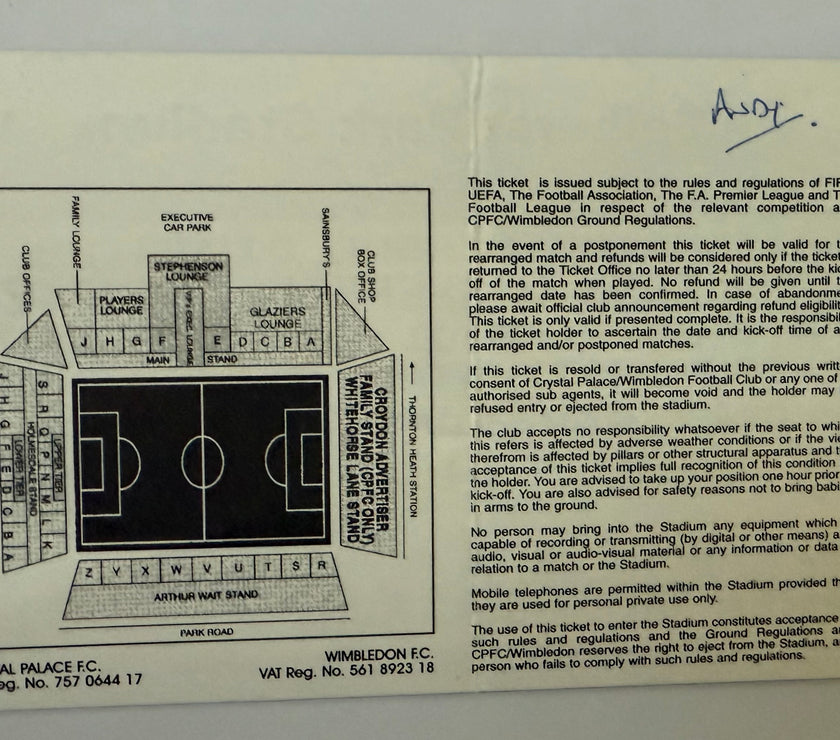 Andy.
FAMILY LOUNGE
EXECUTIVE
CAR PARK
SAINSBURY'S
CLUB OFFICES
CLUB SHOP
BOX OFFICE
STEPHENSON
LOUNGE
PLAYERS
LOUNGE
GLAZIERS
LOUNGE
J H G F E D C B A
MAIN STAND
THORNTON HEATH STATION
CROYDON ADVERTISER
FAMILY STAND (CPFC ONLY)
WHITEHORSE LANE STAND
S R Q P N M L K
UPPER TIER
HOLMESDALE STAND
LOWER TIER
J H G F E D C B A
Z Y X W V U T S R
ARTHUR WAIT STAND
PARK ROAD
AL PALACE F.C.
eg. No. 757 0644 17
WIMBLEDON F.C.
VAT Reg. No. 561 8923 18
This ticket is issued subject to the rules and regulations of FIF
UEFA, The Football Association, The F.A. Premier League and T
Football League in respect of the relevant competition a
CPFC/Wimbledon Ground Regulations.
In the event of a postponement this ticket will be valid for t
rearranged match and refunds will be considered only if the ticket
returned to the Ticket Office no later than 24 hours before the kic
off of the match when played. No refund will be given until t
rearranged date has been confirmed. In case of abandonme
please await official club announcement regarding refund eligibilit
This ticket is only valid if presented complete. It is the responsibil
of the ticket holder to ascertain the date and kick-off time of a
rearranged and/or postponed matches.
If this ticket is resold or transfered without the previous writt
consent of Crystal Palace/Wimbledon Football Club or any one of
authorised sub agents, it will become void and the holder may
refused entry or ejected from the stadium.
The club accepts no responsibility whatsoever if the seat to whi
this refers is affected by adverse weather conditions or if the vie
therefrom is affected by pillars or other structural apparatus and t
acceptance of this ticket implies full recognition of this condition
the holder. You are advised to take up your position one hour prior
kick-off. You are also advised for safety reasons not to bring babi
in arms to the ground.
No person may bring into the Stadium any equipment which
capable of recording or transmitting (by digital or other means) a
audio, visual or audio-visual material or any information or data
relation to a match or the Stadium.
Mobile telephones are permitted within the Stadium provided th
they are used for personal private use only.
The use of this ticket to enter the Stadium constitutes acceptance
such rules and regulations and the Ground Regulations a
CPFC/Wimbledon reserves the right to eject from the Stadium, a
person who fails to comply with such rules and regulations.